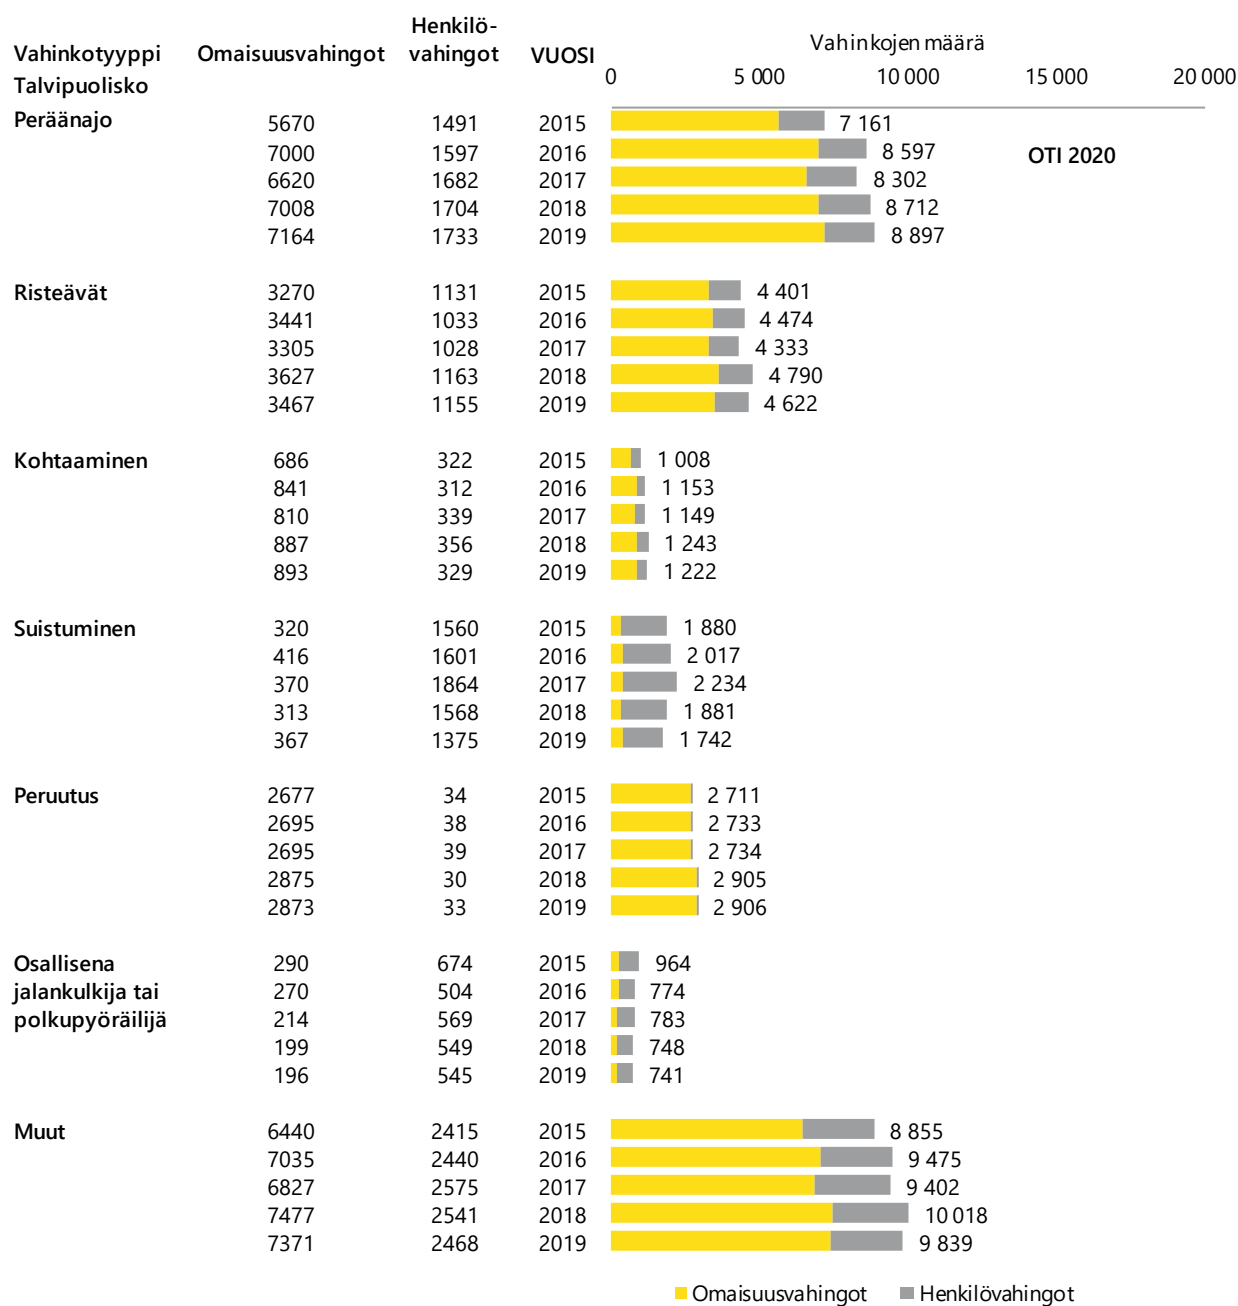 Henkilö-
Vahinkotyyppi Omaisuusvahingot vahingot VUOSI Vahinkojen määrä
Talvipuolisko 0 5 000 10 000 15 000 20 000
Peräänajo 5670 1491 2015 7 161
7000 1597 2016 8 597 OTI 2020
6620 1682 2017 8 302
7008 1704 2018 8 712
7164 1733 2019 8 897
Risteävät 3270 1131 2015 4 401
3441 1033 2016 4 474
3305 1028 2017 4 333
3627 1163 2018 4 790
3467 1155 2019 4 622
Kohtaaminen 686 322 2015 1 008
841 312 2016 1 153
810 339 2017 1 149
887 356 2018 1 243
893 329 2019 1 222
Suistuminen 320 1560 2015 1 880
416 1601 2016 2 017
370 1864 2017 2 234
313 1568 2018 1 881
367 1375 2019 1 742
Peruutus 2677 34 2015 2 711
2695 38 2016 2 733
2695 39 2017 2 734
2875 30 2018 2 905
2873 33 2019 2 906
Osallisena 290 674 2015 964
jalankulkija tai 270 504 2016 774
polkupyöräilijä 214 569 2017 783
199 549 2018 748
196 545 2019 741
Muut 6440 2415 2015 8 855
7035 2440 2016 9 475
6827 2575 2017 9 402
7477 2541 2018 10 018
7371 2468 2019 9 839
Omaisuusvahingot Henkilövahingot